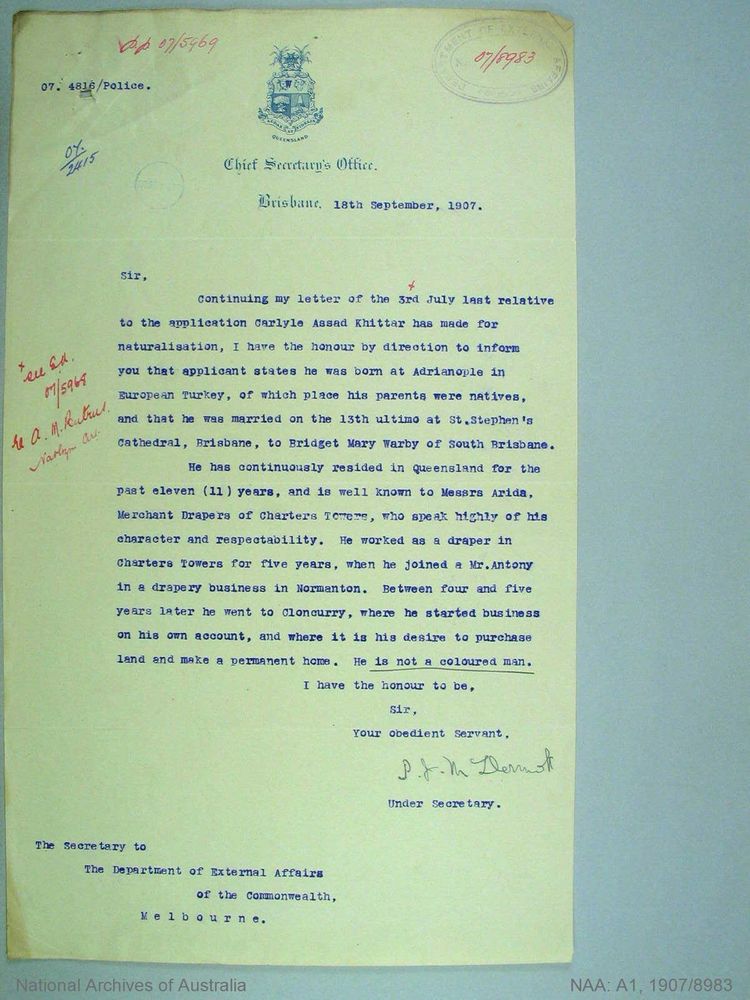 07/5969
07/8983
07. 4816/Police.
07.
2415
QUEENSLAND
Chief Secretary's Office.
Brisbane, 18th September, 1907.
Sir,
Continuing my letter of the 3rd July last relative
to the application Carlyle Assad Khittar has made for
naturalisation, I have the honour by direction to inform
you that applicant states he was born at Adrianople in
European Turkey, of which place his parents were natives,
and that he was married on the 13th ultimo at St.Stephen's
Cathedral, Brisbane, to Bridget Mary Warby of South Brisbane.
He has continuously resided in Queensland for the
past eleven (11) years, and is well known to Messrs Arida,
Merchant Drapers of Charters Towers, who speak highly of his
character and respectability. He worked as a draper in
Charters Towers for five years, when he joined a Mr.Antony
in a drapery business in Normanton. Between four and five
years later he went to Cloncurry, where he started business
on his own account, and where it is his desire to purchase
land and make a permanent home. He is not a coloured man.
I have the honour to be,
Sir,
Your obedient Servant,
P. J. McDermott
Under Secretary.
x see
07/5968
re A. M.
The Secretary to
The Department of External Affairs
of the Commonwealth,
Melbourne.
National Archives of Australia
NAA: A1, 1907/8983